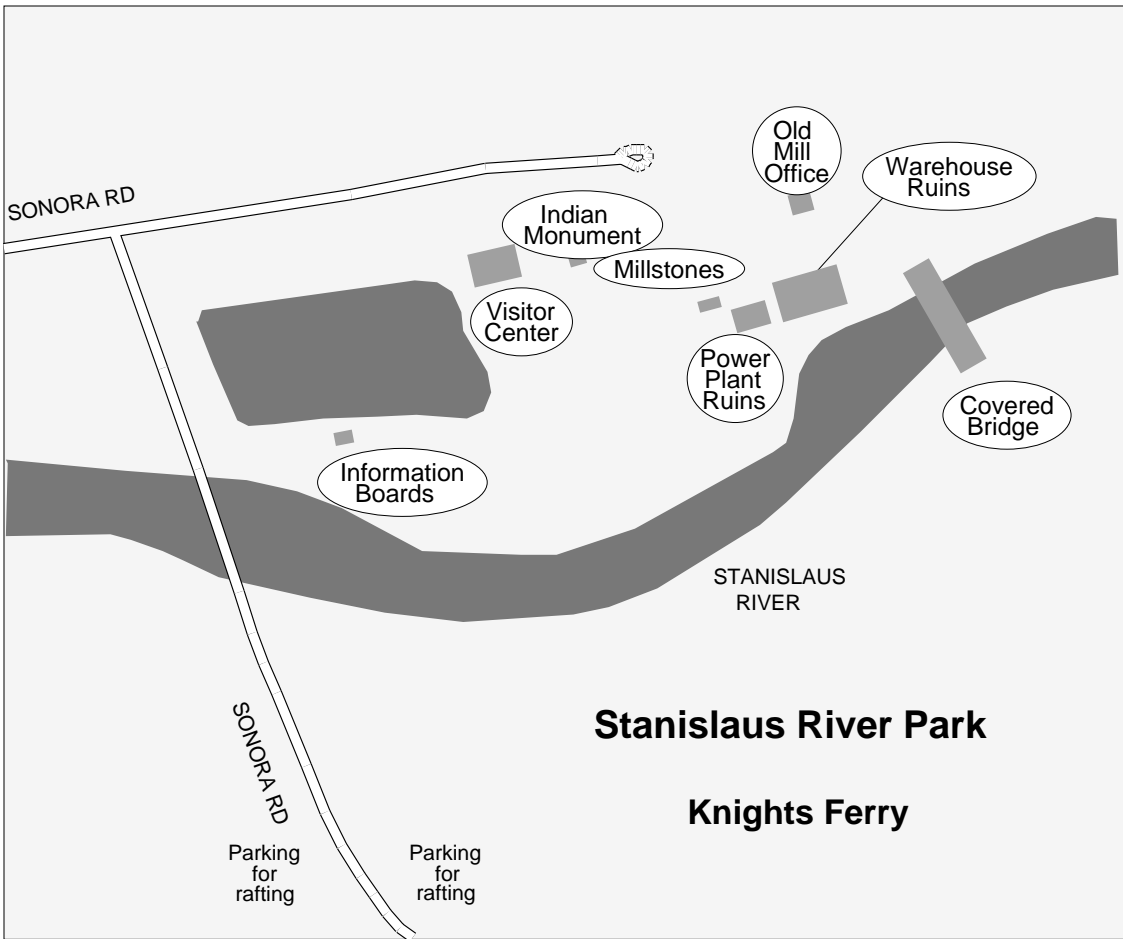 Old
Mill
Office
Warehouse
Ruins
SONORA RD
Indian
Monument
Millstones
Visitor
Center
Power
Plant
Ruins
Covered
Bridge
Information
Boards
STANISLAUS
RIVER
Stanislaus River Park
Knights Ferry
SONORA RD
Parking
for
rafting
Parking
for
rafting